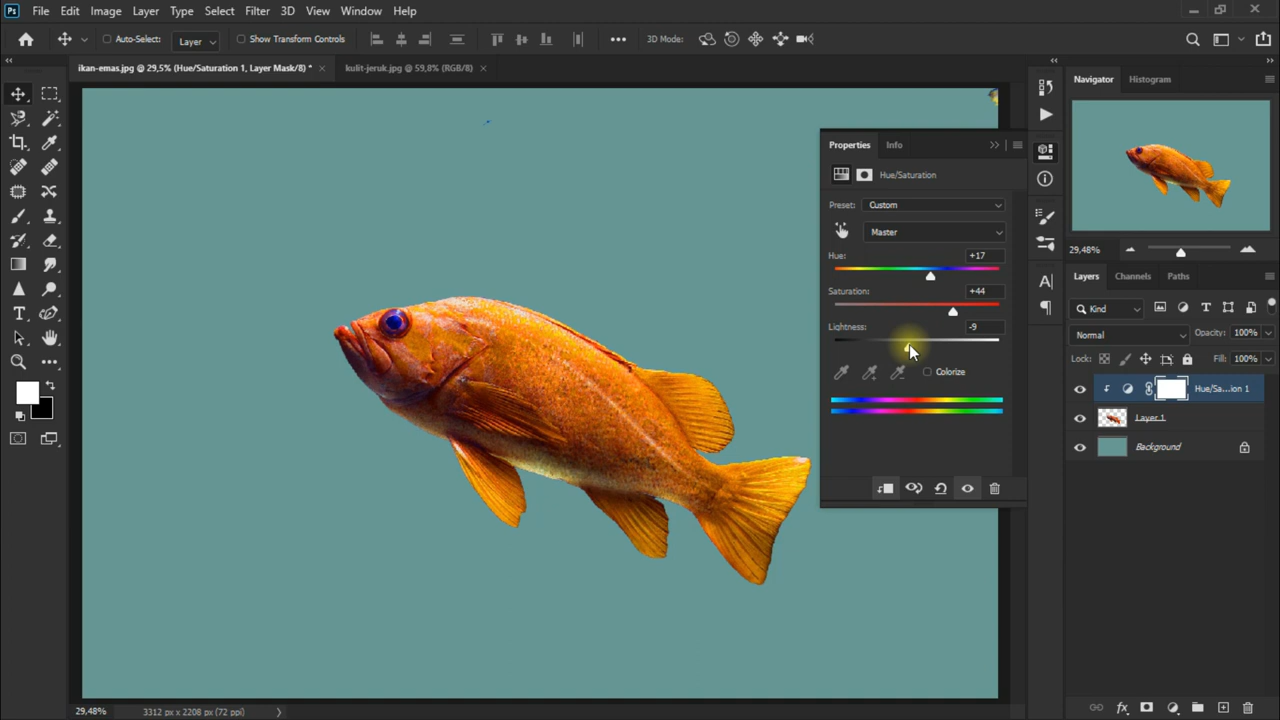 Ps File Edit Image Layer Type Select Filter 3D View Window Help
Auto-Select: Layer Show Transform Controls 3D Mode:
ikan-emas.jpg @ 29,5% (Hue/Saturation 1, Layer Mask/8) * × kulit-jeruk.jpg @ 59,8% (RGB/8) ×
Navigator Histogram
Properties Info
Hue/Saturation
Preset: Custom
Master
Hue: +17
Saturation: +44
Lightness: -9
Colorize
29,48%
Layers Channels Paths
Kind
Normal Opacity: 100%
Lock: Fill: 100%
Hue/Sa...ion 1
Layer 1
Background
29,48% 3312 px x 2208 px (72 ppi)